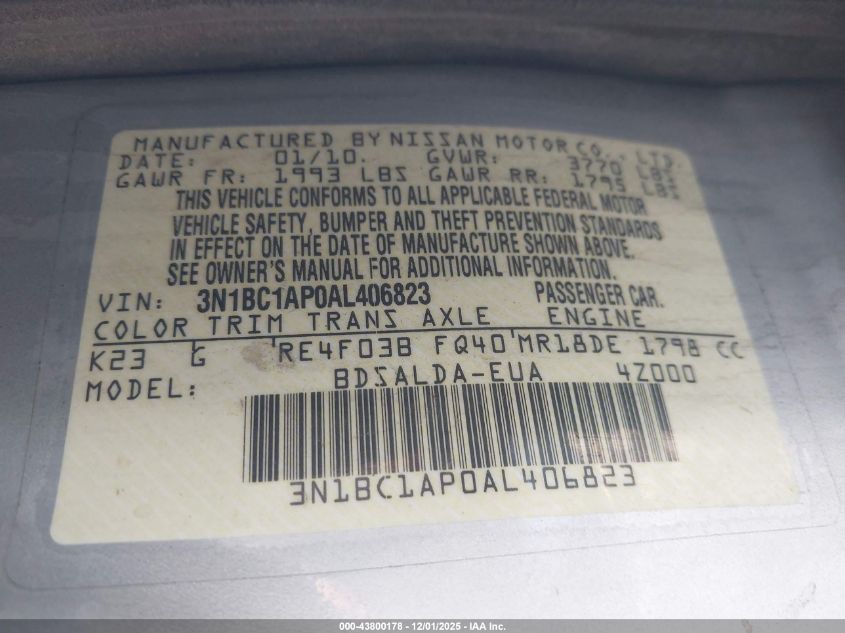 MANUFACTURED BY NISSAN MOTOR CO., LTD.
DATE: 01/10. GVWR: 3770 LBS
GAWR FR: 1993 LBS GAWR RR: 1795 LBS
THIS VEHICLE CONFORMS TO ALL APPLICABLE FEDERAL MOTOR
VEHICLE SAFETY, BUMPER AND THEFT PREVENTION STANDARDS
IN EFFECT ON THE DATE OF MANUFACTURE SHOWN ABOVE.
SEE OWNER'S MANUAL FOR ADDITIONAL INFORMATION.
VIN: 3N1BC1AP0AL406823 PASSENGER CAR.
COLOR TRIM TRANS AXLE ENGINE
K23 G RE4F03B FQ40 MR18DE 1798 CC
MODEL: BDSALDA-EUA 4Z000
3N1BC1AP0AL406823
000-43800178 - 12/01/2025 - IAA Inc.